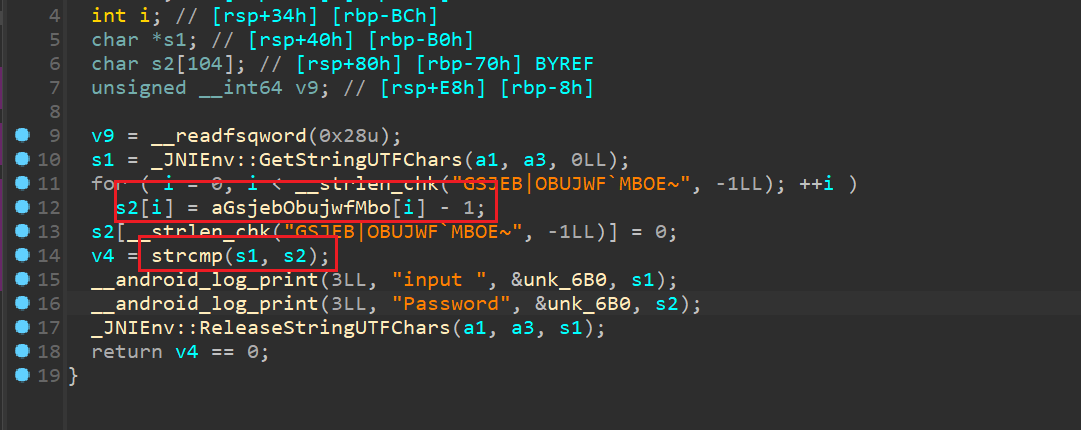 4 int i; // [rsp+34h] [rbp-BCh]
5 char *s1; // [rsp+40h] [rbp-B0h]
6 char s2[104]; // [rsp+80h] [rbp-70h] BYREF
7 unsigned __int64 v9; // [rsp+E8h] [rbp-8h]
8
9 v9 = __readfsqword(0x28u);
10 s1 = _JNIEnv::GetStringUTFChars(a1, a3, 0LL);
11 for ( i = 0; i < __strlen_chk("GSJEB|OBUJWF`MBOE~", -1LL); ++i )
12 s2[i] = aGsjebObujwfMbo[i] - 1;
13 s2[__strlen_chk("GSJEB|OBUJWF`MBOE~", -1LL)] = 0;
14 v4 = strcmp(s1, s2);
15 __android_log_print(3LL, "input ", &unk_6B0, s1);
16 __android_log_print(3LL, "Password", &unk_6B0, s2);
17 _JNIEnv::ReleaseStringUTFChars(a1, a3, s1);
18 return v4 == 0;
19 }